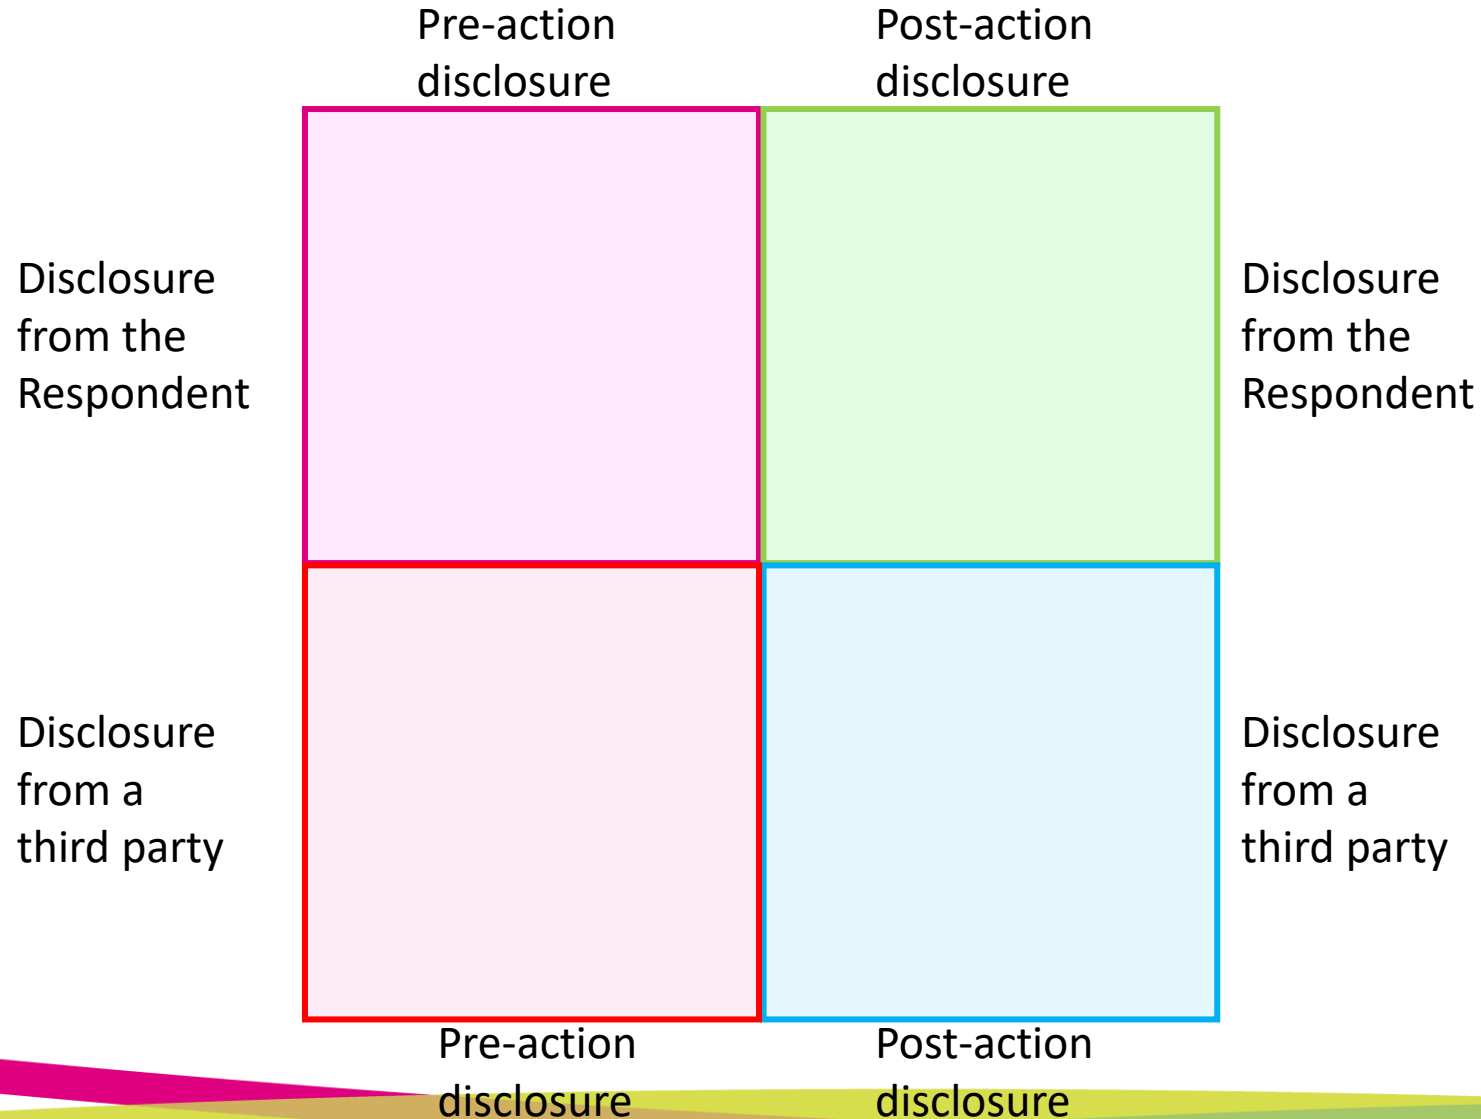 Pre-action
disclosure
Post-action
disclosure
Disclosure
from the
Respondent
Disclosure
from the
Respondent
Disclosure
from a
third party
Disclosure
from a
third party
Pre-action
disclosure
Post-action
disclosure